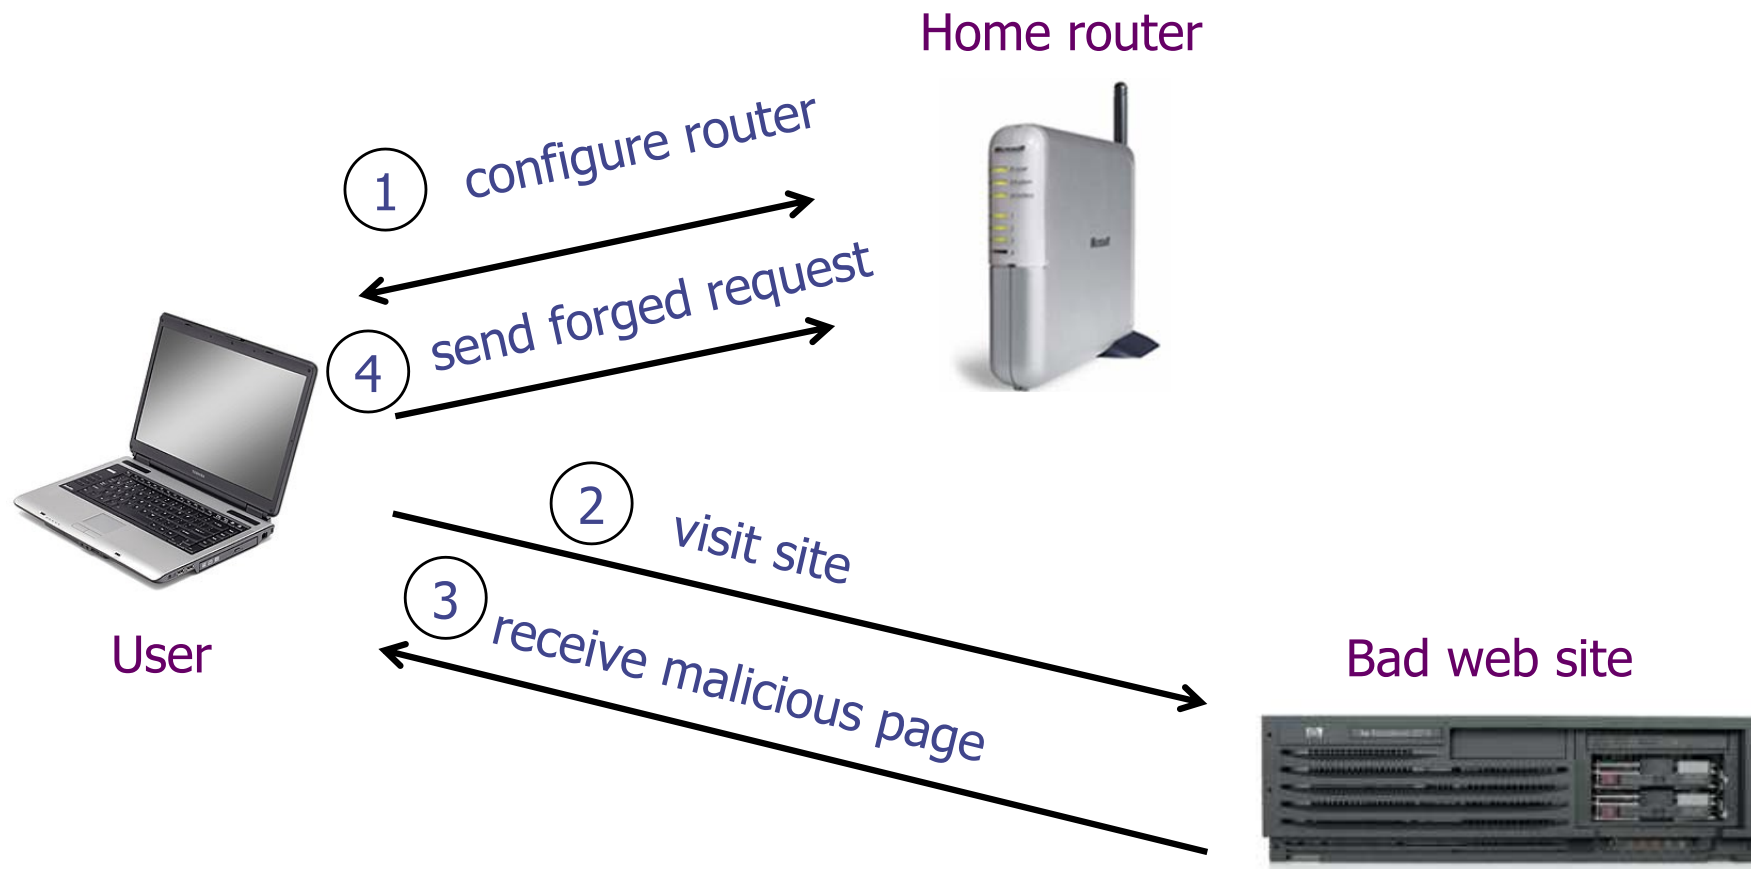 Home router
1 configure router
Microsoft
4 send forged request
2 visit site
3 receive malicious page
User
Bad web site